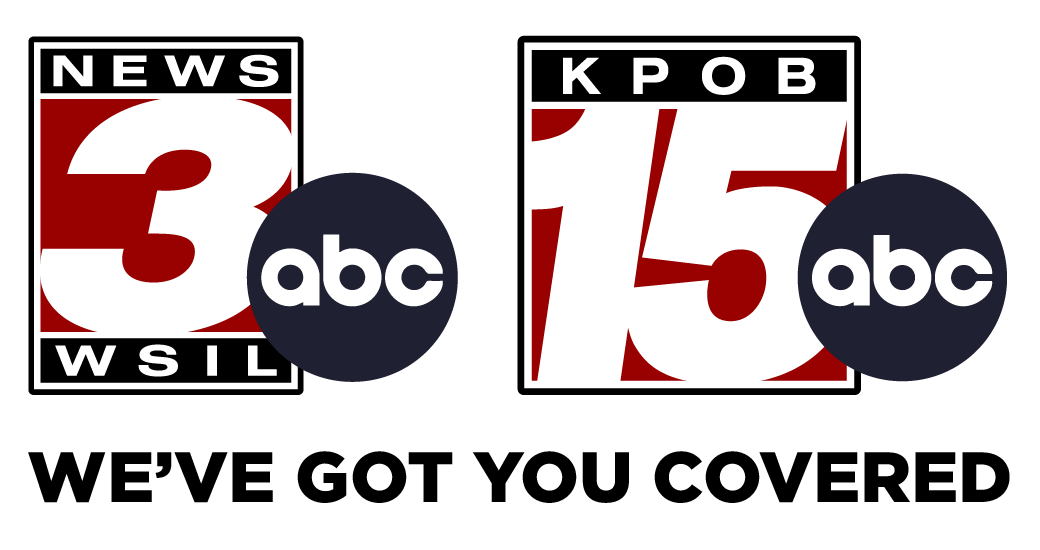 NEWS
3
abc
WSIL
KPOB
15
abc
WE’VE GOT YOU COVERED